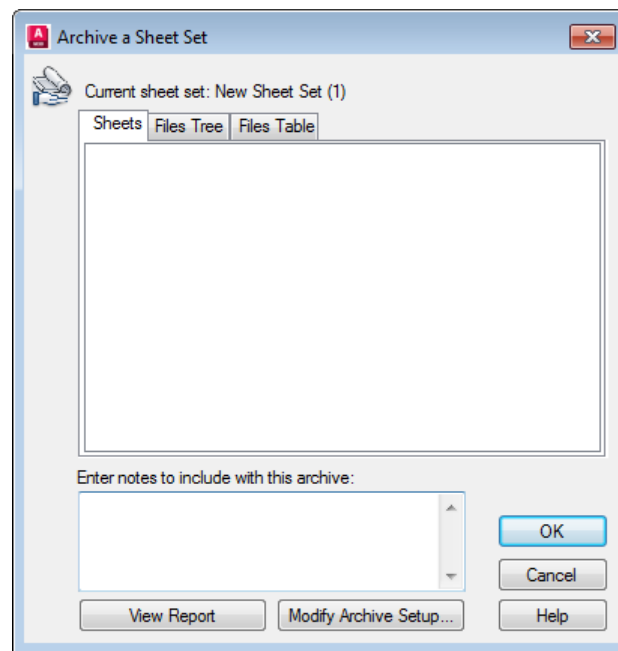 Archive a Sheet Set
Current sheet set: New Sheet Set (1)
Sheets Files Tree Files Table
Enter notes to include with this archive:
OK
Cancel
View Report Modify Archive Setup... Help